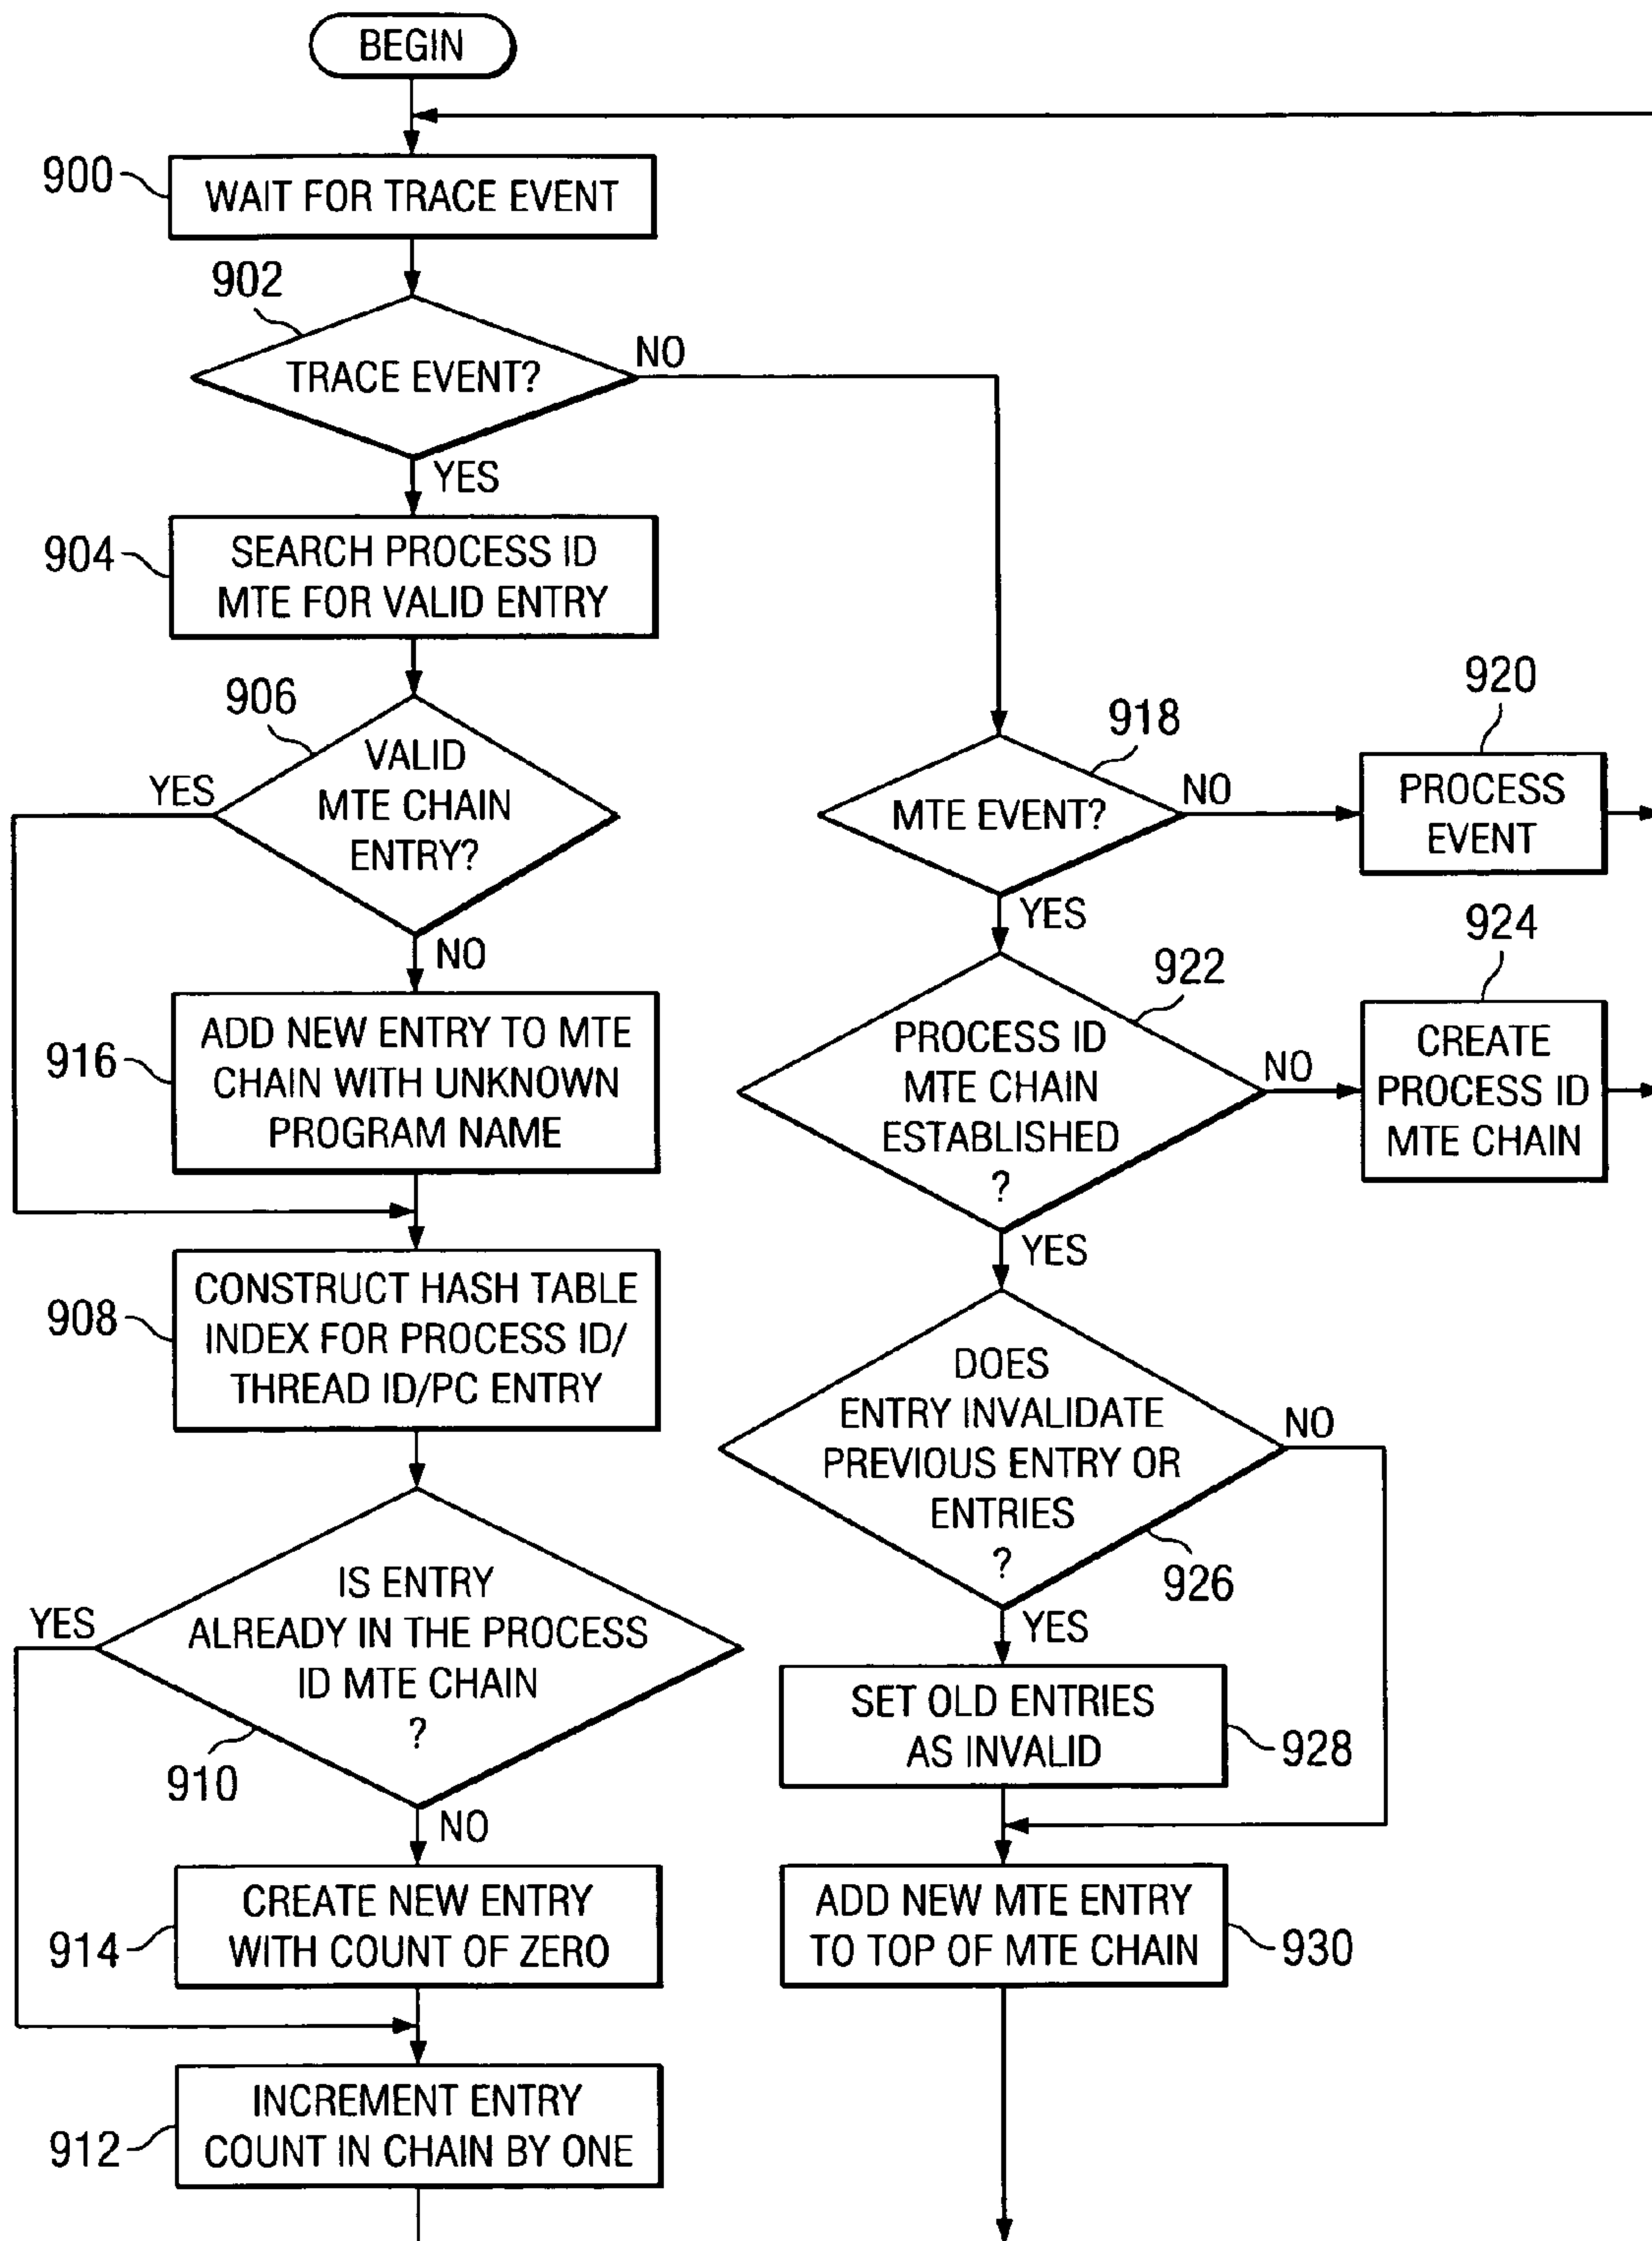 BEGIN
900
WAIT FOR TRACE EVENT
902
TRACE EVENT?
NO
YES
904
SEARCH PROCESS ID
MTE FOR VALID ENTRY
906
VALID
MTE CHAIN
ENTRY?
YES
NO
916
ADD NEW ENTRY TO MTE
CHAIN WITH UNKNOWN
PROGRAM NAME
908
CONSTRUCT HASH TABLE
INDEX FOR PROCESS ID/
THREAD ID/PC ENTRY
IS ENTRY
ALREADY IN THE PROCESS
ID MTE CHAIN
?
YES
910
NO
914
CREATE NEW ENTRY
WITH COUNT OF ZERO
912
INCREMENT ENTRY
COUNT IN CHAIN BY ONE
918
MTE EVENT?
NO
YES
920
PROCESS
EVENT
922
PROCESS ID
MTE CHAIN
ESTABLISHED
?
NO
YES
924
CREATE
PROCESS ID
MTE CHAIN
DOES
ENTRY INVALIDATE
PREVIOUS ENTRY OR
ENTRIES
?
NO
926
YES
SET OLD ENTRIES
AS INVALID
928
ADD NEW MTE ENTRY
TO TOP OF MTE CHAIN
930